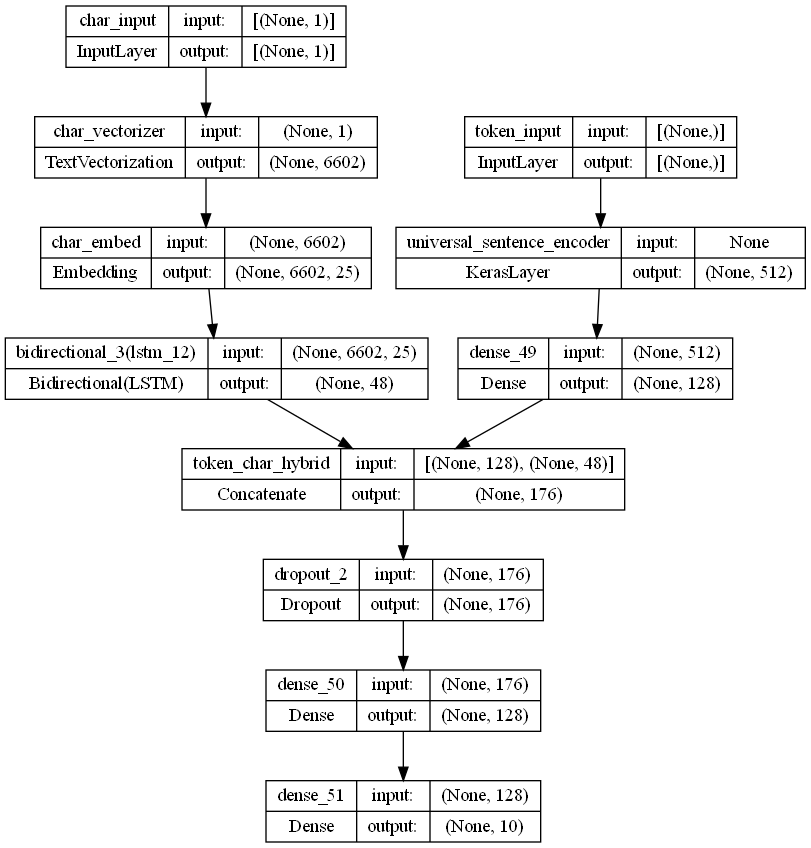 char_input input: [(None, 1)]
InputLayer output: [(None, 1)]
char_vectorizer input: (None, 1)
TextVectorization output: (None, 6602)
token_input input: [(None,)]
InputLayer output: [(None,)]
char_embed input: (None, 6602)
Embedding output: (None, 6602, 25)
universal_sentence_encoder input: None
KerasLayer output: (None, 512)
bidirectional_3(lstm_12) input: (None, 6602, 25)
Bidirectional(LSTM) output: (None, 48)
dense_49 input: (None, 512)
Dense output: (None, 128)
token_char_hybrid input: [(None, 128), (None, 48)]
Concatenate output: (None, 176)
dropout_2 input: (None, 176)
Dropout output: (None, 176)
dense_50 input: (None, 176)
Dense output: (None, 128)
dense_51 input: (None, 128)
Dense output: (None, 10)